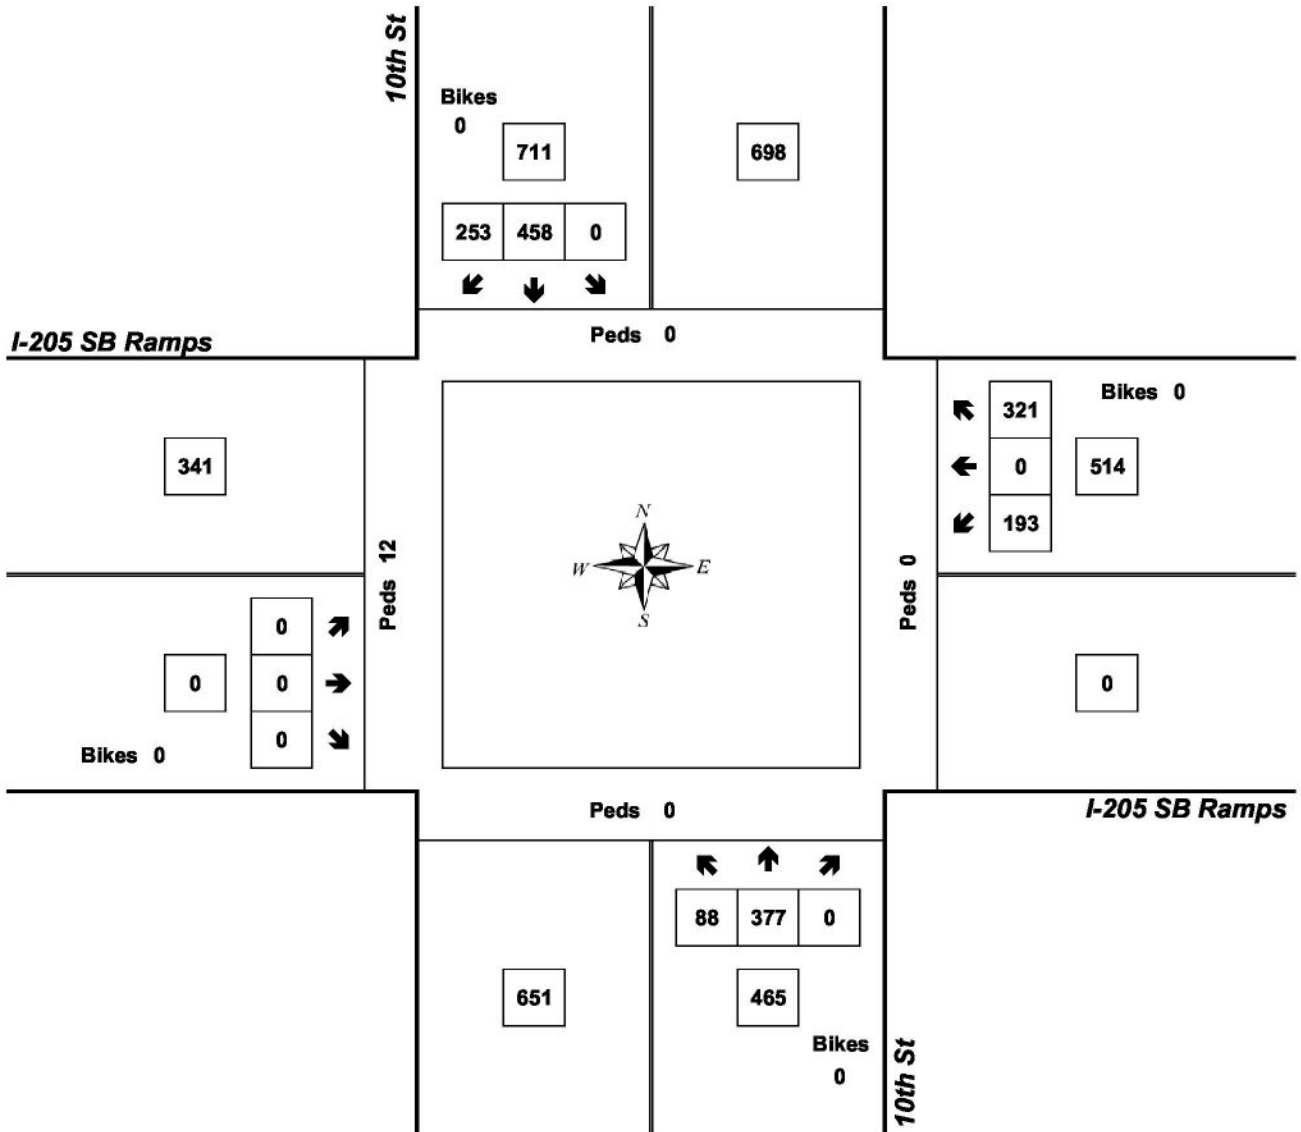 10th St
Bikes
0
711
698
253 458 0
Peds 0
I-205 SB Ramps
321
Bikes 0
0
514
193
341
Peds 12
N
W E
S
Peds 0
0
0
0
0
0
Bikes 0
Peds 0
I-205 SB Ramps
88 377 0
651
465
Bikes
0
10th St